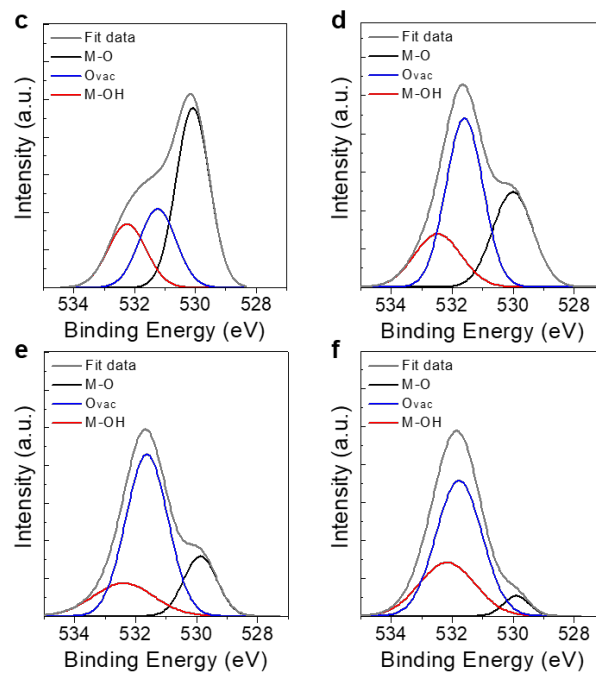 c
Fit data
M-O
Ovac
M-OH
Intensity (a.u.)
534 532 530 528
Binding Energy (eV)
d
Fit data
M-O
Ovac
M-OH
Intensity (a.u.)
534 532 530 528
Binding Energy (eV)
e
Fit data
M-O
Ovac
M-OH
Intensity (a.u.)
534 532 530 528
Binding Energy (eV)
f
Fit data
M-O
Ovac
M-OH
Intensity (a.u.)
534 532 530 528
Binding Energy (eV)